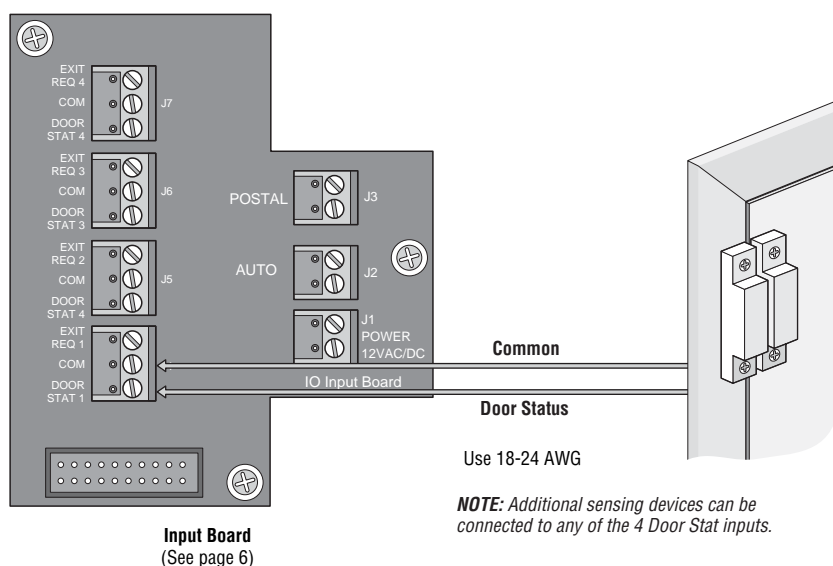 EXIT
REQ 4
COM
DOOR
STAT 4
J7
EXIT
REQ 3
COM
DOOR
STAT 3
J6
EXIT
REQ 2
COM
DOOR
STAT 4
J5
EXIT
REQ 1
COM
DOOR
STAT 1
POSTAL
J3
AUTO
J2
J1
POWER
12VAC/DC
IO Input Board
Common
Door Status
Use 18-24 AWG
NOTE: Additional sensing devices can be
connected to any of the 4 Door Stat inputs.
Input Board
(See page 6)